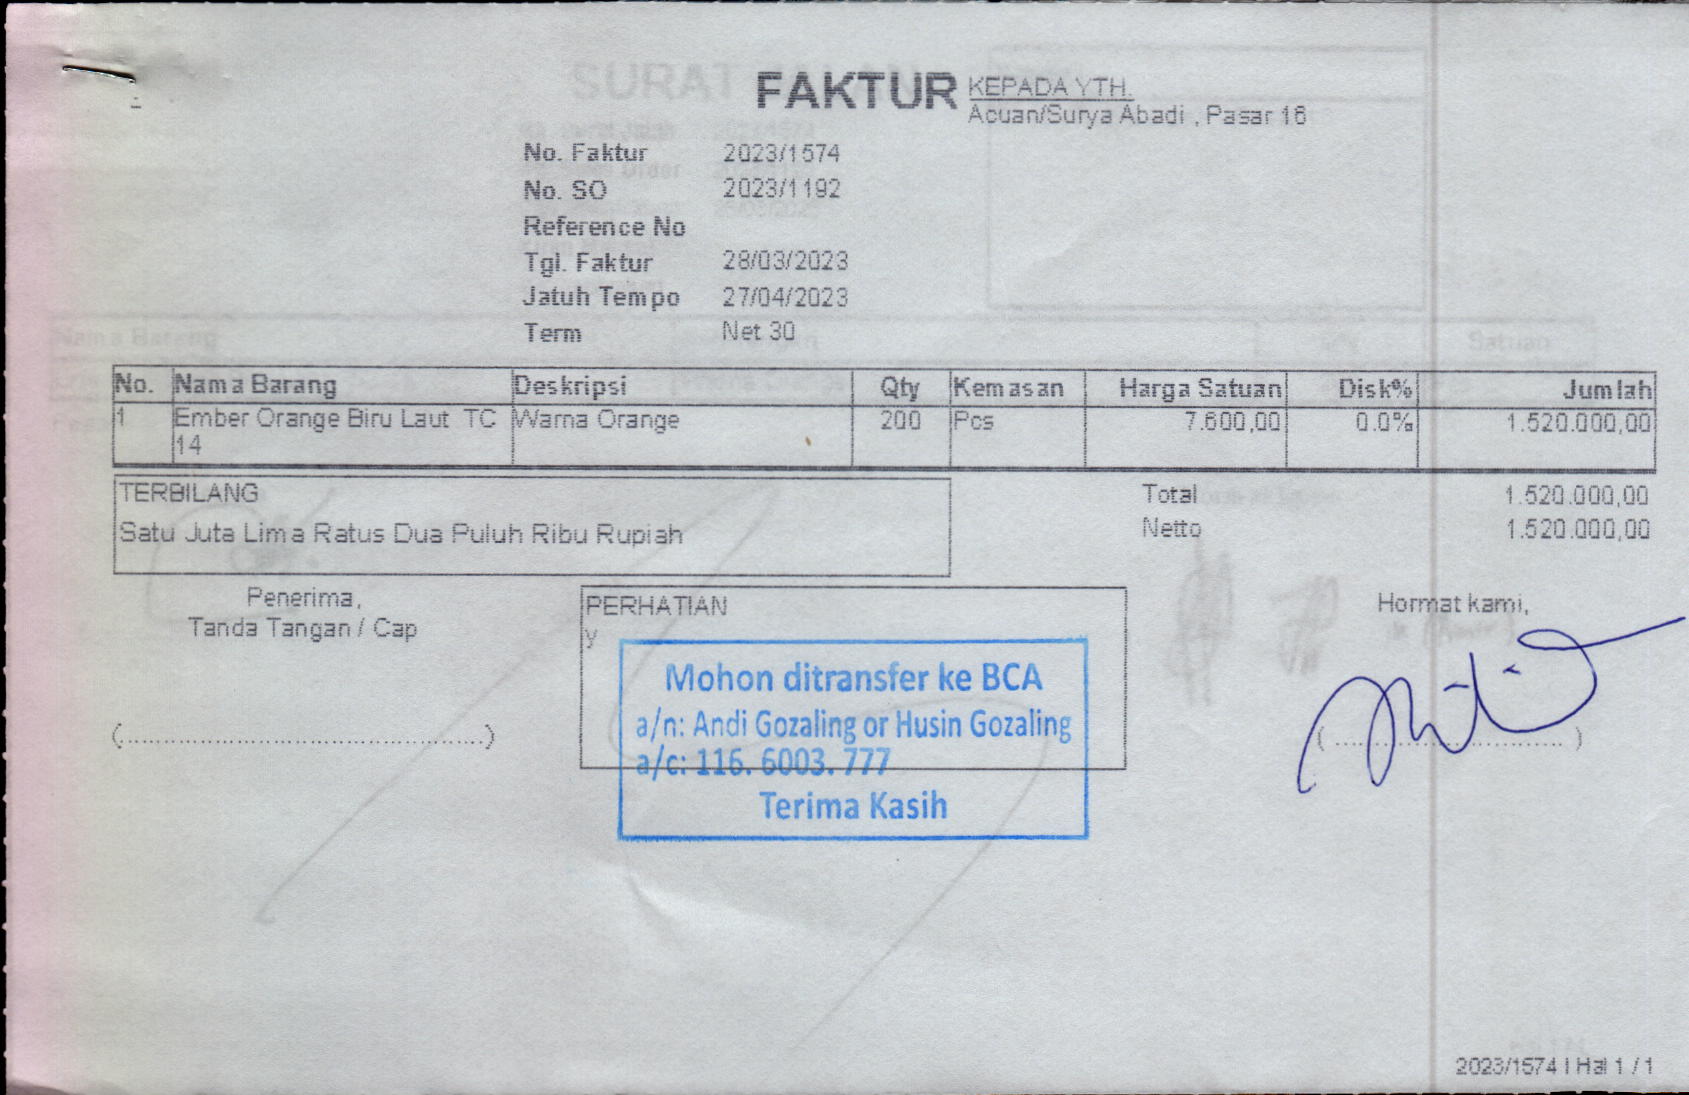 FAKTUR
KEPADA YTH.
Acuan/Surya Abadi , Pasar 16
No. Faktur 2023/1574
No. SO 2023/1192
Reference No
Tgl. Faktur 28/03/2023
Jatuh Tempo 27/04/2023
Term Net 30
No. Nama Barang Deskripsi Qty Kemasan Harga Satuan Disk% Jumlah
1 Ember Orange Biru Laut TC Warna Orange 200 Pcs 7.600,00 0.0% 1.520.000,00
14
TERBILANG
Satu Juta Lima Ratus Dua Puluh Ribu Rupiah
Total 1.520.000,00
Netto 1.520.000,00
Penerima,
Tanda Tangan / Cap
(................................................)
PERHATIAN
y
Mohon ditransfer ke BCA
a/n: Andi Gozaling or Husin Gozaling
a/c: 116. 6003. 777
Terima Kasih
Hormat kami,
( ................................ )
2023/1574 | Hal 1 / 1